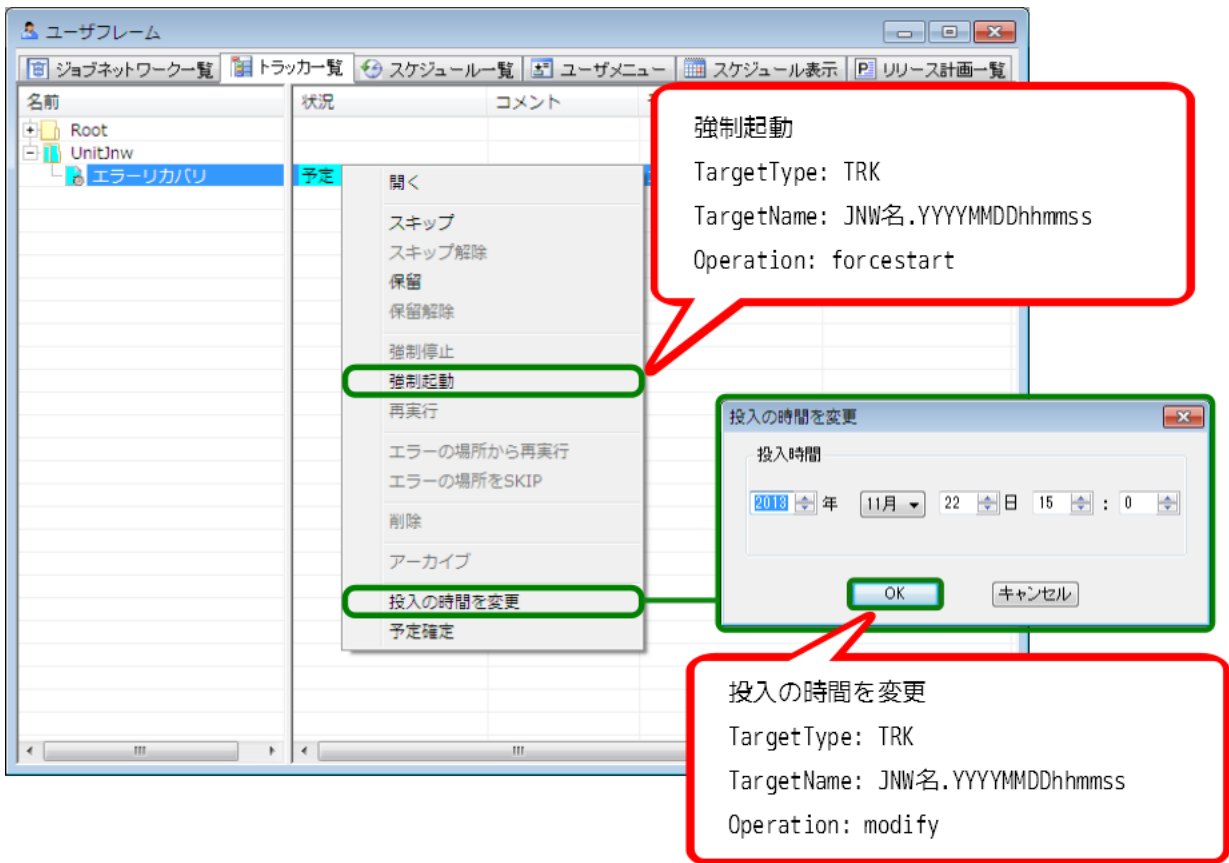 ユーザフレーム
ジョブネットワーク一覧 トラッカ一覧 スケジュール一覧 ユーザメニュー スケジュール表示 リリース計画一覧
名前 状況 コメント
Root
UnitJnw
エラーリカバリ 予定
開く
スキップ
スキップ解除
保留
保留解除
強制停止
強制起動
再実行
エラーの場所から再実行
エラーの場所をSKIP
削除
アーカイブ
投入の時間を変更
予定確定
強制起動
TargetType: TRK
TargetName: JNW名.YYYYMMDDhhmmss
Operation: forcestart
投入の時間を変更
投入時間
2013 年 11月 22 日 15 : 0
OK キャンセル
投入の時間を変更
TargetType: TRK
TargetName: JNW名.YYYYMMDDhhmmss
Operation: modify